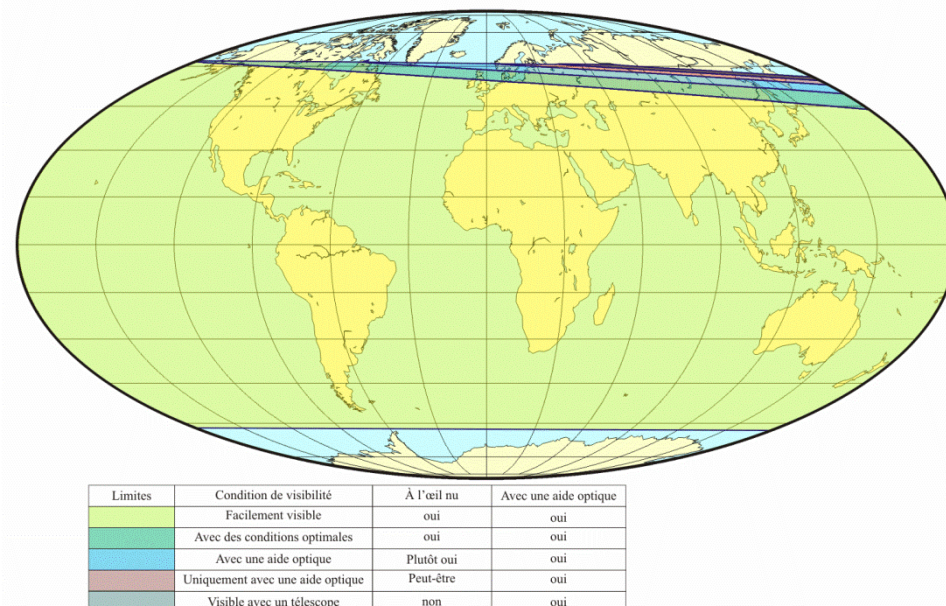 Limites Condition de visibilité À l’œil nu Avec une aide optique
Facilement visible oui oui
Avec des conditions optimales oui oui
Avec une aide optique Plutôt oui oui
Uniquement avec une aide optique Peut-être oui
Visible avec un télescope non oui